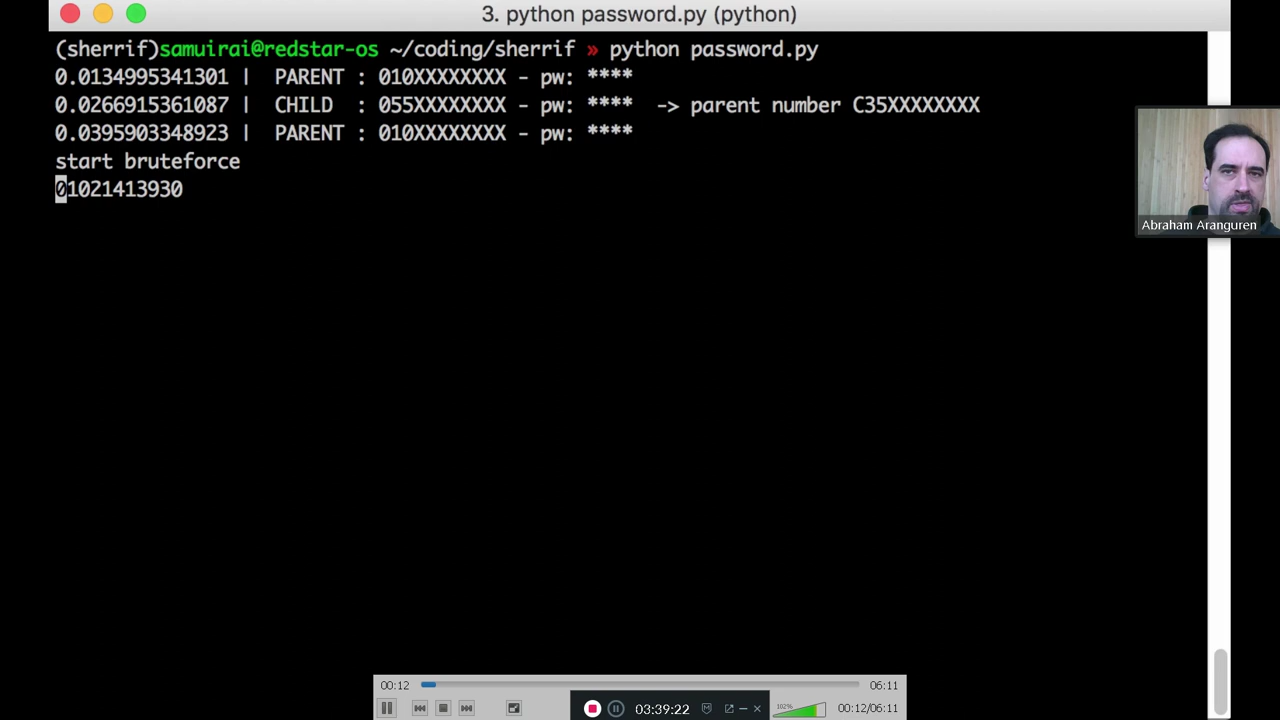 3. python password.py (python)
(sherrif)samuirai@redstar-os ~/coding/sherrif » python password.py
0.0134995341301 | PARENT : 010XXXXXXXX - pw: ****
0.0266915361087 | CHILD : 055XXXXXXXX - pw: **** -> parent number C35XXXXXXXX
0.0395903348923 | PARENT : 010XXXXXXXX - pw: ****
start bruteforce
01021413930
Abraham Aranguren
00:12 06:11
03:39:22
102%
00:12/06:11